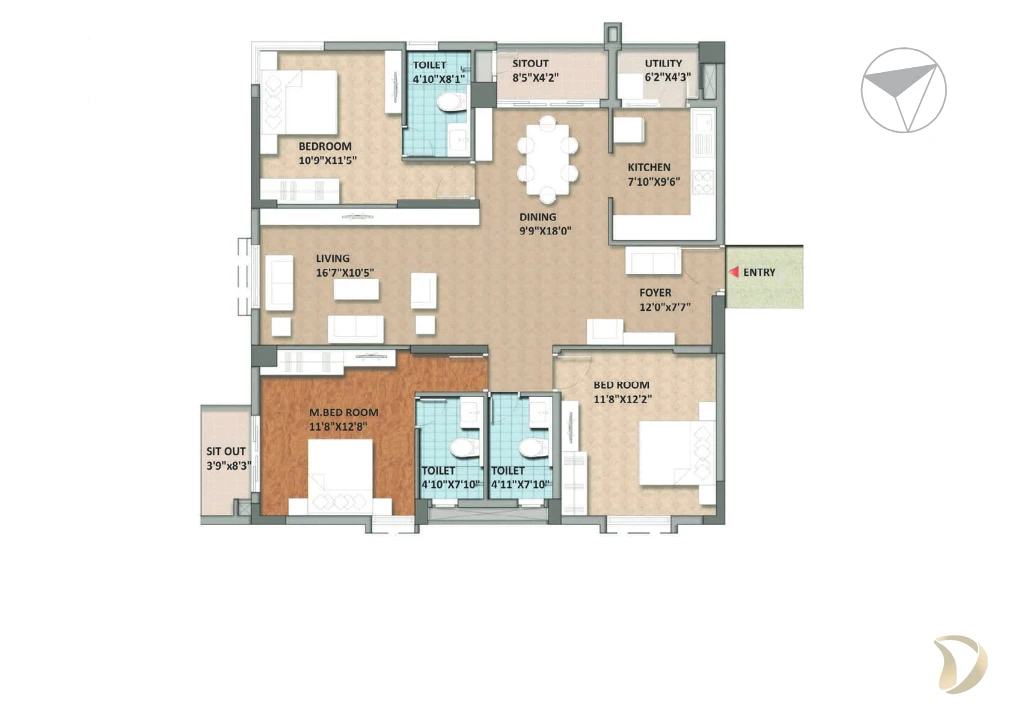 TOILET
4'10"X8'1"
SITOUT
8'5"X4'2"
UTILITY
6'2"X4'3"
BEDROOM
10'9"X11'5"
KITCHEN
7'10"X9'6"
DINING
9'9"X18'0"
LIVING
16'7"X10'5"
ENTRY
FOYER
12'0"x7'7"
BED ROOM
11'8"X12'2"
M.BED ROOM
11'8"X12'8"
SIT OUT
3'9"x8'3"
TOILET
4'10"X7'10"
TOILET
4'11"X7'10"